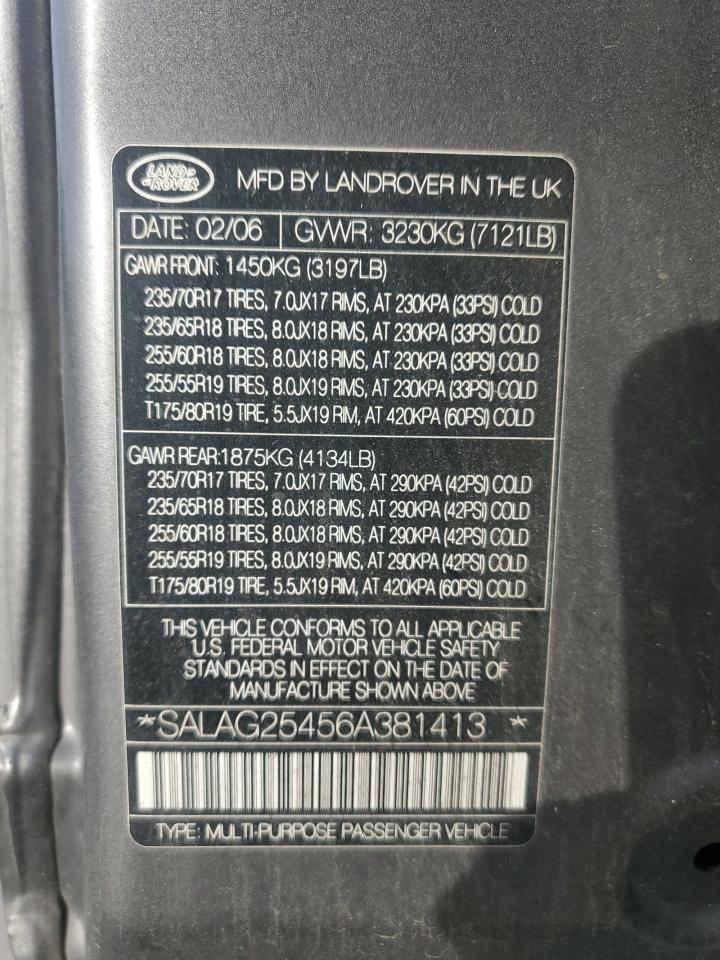 LAND ROVER
MFD BY LANDROVER IN THE UK
DATE: 02/06 GVWR: 3230KG (7121LB)
GAWR FRONT: 1450KG (3197LB)
235/70R17 TIRES, 7.0JX17 RIMS, AT 230KPA (33PSI) COLD
235/65R18 TIRES, 8.0JX18 RIMS, AT 230KPA (33PSI) COLD
255/60R18 TIRES, 8.0JX18 RIMS, AT 230KPA (33PSI) COLD
255/55R19 TIRES, 8.0JX19 RIMS, AT 230KPA (33PSI) COLD
T175/80R19 TIRE, 5.5JX19 RIM, AT 420KPA (60PSI) COLD
GAWR REAR:1875KG (4134LB)
235/70R17 TIRES, 7.0JX17 RIMS, AT 290KPA (42PSI) COLD
235/65R18 TIRES, 8.0JX18 RIMS, AT 290KPA (42PSI) COLD
255/60R18 TIRES, 8.0JX18 RIMS, AT 290KPA (42PSI) COLD
255/55R19 TIRES, 8.0JX19 RIMS, AT 290KPA (42PSI) COLD
T175/80R19 TIRE, 5.5JX19 RIM, AT 420KPA (60PSI) COLD
THIS VEHICLE CONFORMS TO ALL APPLICABLE
U.S. FEDERAL MOTOR VEHICLE SAFETY
STANDARDS IN EFFECT ON THE DATE OF
MANUFACTURE SHOWN ABOVE
*SALAG25456A381413 *
TYPE: MULTI-PURPOSE PASSENGER VEHICLE